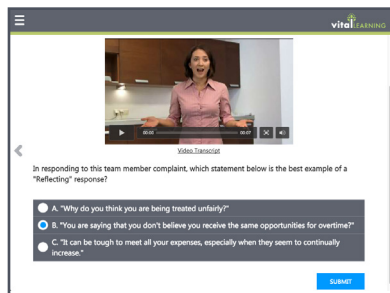 vital LEARNING
00:00
00:07
Video Transcript
In responding to this team member complaint, which statement below is the best example of a
"Reflecting" response?
A. "Why do you think you are being treated unfairly?"
B. "You are saying that you don't believe you receive the same opportunities for overtime?"
C. "It can be tough to meet all your expenses, especially when they seem to continually
increase."
SUBMIT